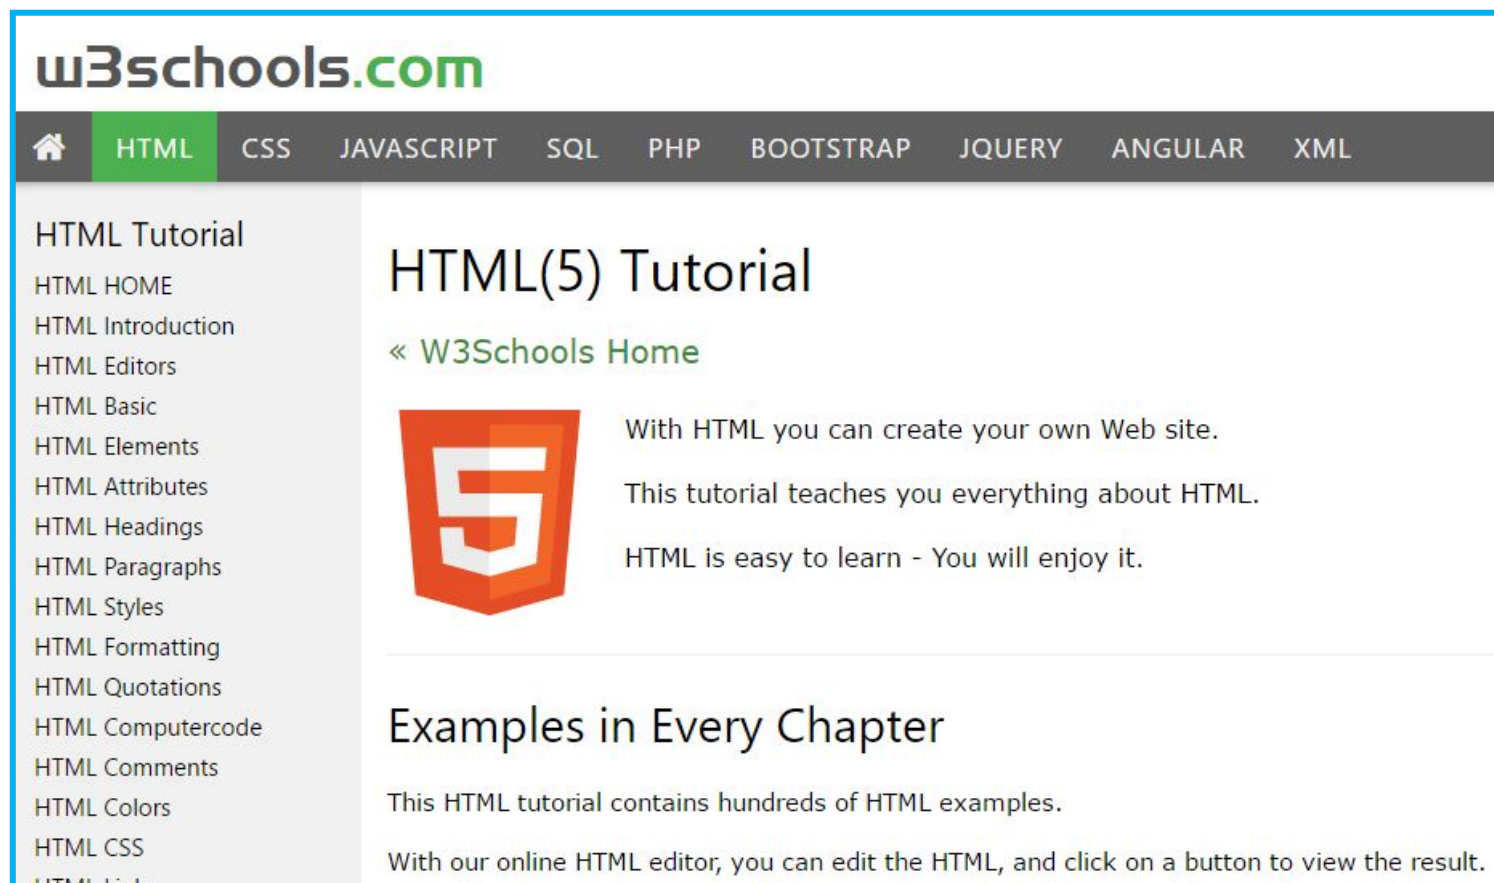 w3schools.com
HTML CSS JAVASCRIPT SQL PHP BOOTSTRAP JQUERY ANGULAR XML
HTML Tutorial
HTML HOME
HTML Introduction
HTML Editors
HTML Basic
HTML Elements
HTML Attributes
HTML Headings
HTML Paragraphs
HTML Styles
HTML Formatting
HTML Quotations
HTML Computercode
HTML Comments
HTML Colors
HTML CSS
HTML(5) Tutorial
« W3Schools Home
5
With HTML you can create your own Web site.
This tutorial teaches you everything about HTML.
HTML is easy to learn - You will enjoy it.
Examples in Every Chapter
This HTML tutorial contains hundreds of HTML examples.
With our online HTML editor, you can edit the HTML, and click on a button to view the result.